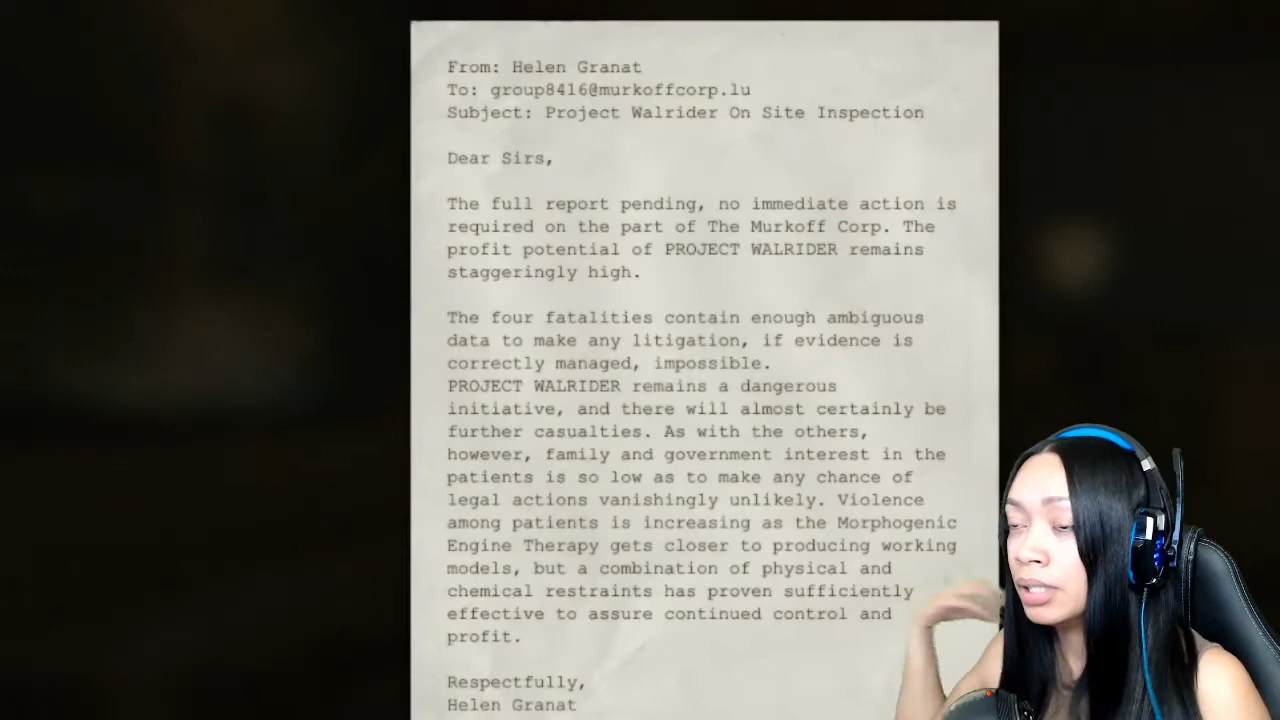 From: Helen Granat
To: group8416@murkoffcorp.lu
Subject: Project Walrider On Site Inspection
Dear Sirs,
The full report pending, no immediate action is
required on the part of The Murkoff Corp. The
profit potential of PROJECT WALRIDER remains
staggeringly high.
The four fatalities contain enough ambiguous
data to make any litigation, if evidence is
correctly managed, impossible.
PROJECT WALRIDER remains a dangerous
initiative, and there will almost certainly be
further casualties. As with the others,
however, family and government interest in the
patients is so low as to make any chance of
legal actions vanishingly unlikely. Violence
among patients is increasing as the Morphogenic
Engine Therapy gets closer to producing working
models, but a combination of physical and
chemical restraints has proven sufficiently
effective to assure continued control and
profit.
Respectfully,
Helen Granat